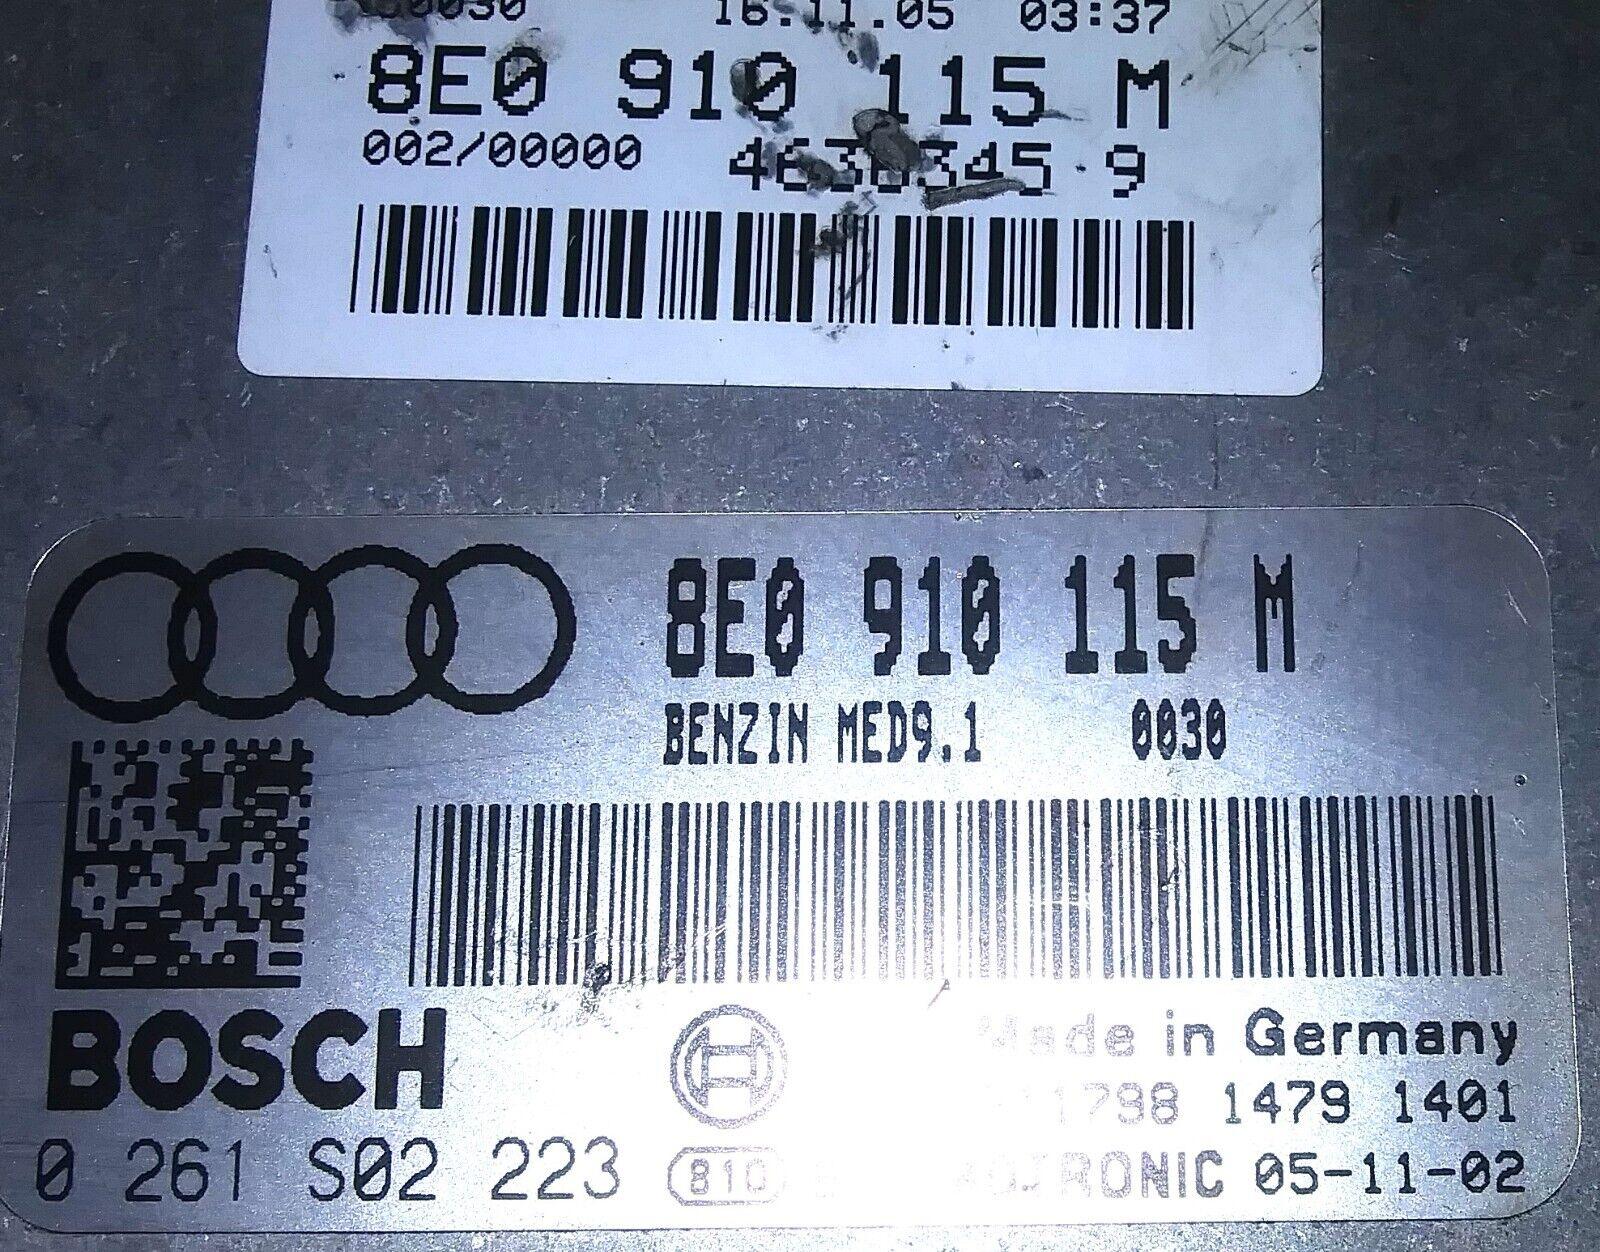 16.11.05 03:37
8E0 910 115 M
002/00000
8E0 910 115 M
BENZIN MED9.1 0030
BOSCH
Made in Germany
1479 1401
0 261 S02 223
810
05-11-02